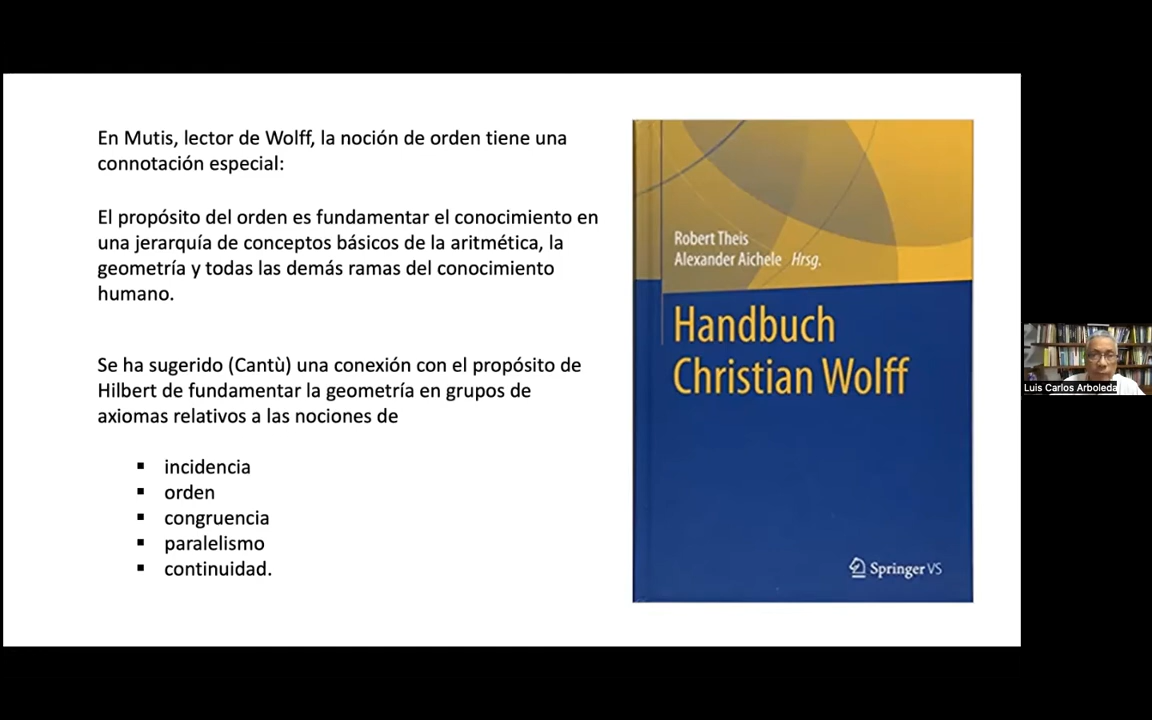 En Mutis, lector de Wolff, la noción de orden tiene una
connotación especial:
El propósito del orden es fundamentar el conocimiento en
una jerarquía de conceptos básicos de la aritmética, la
geometría y todas las demás ramas del conocimiento
humano.
Se ha sugerido (Cantù) una conexión con el propósito de
Hilbert de fundamentar la geometría en grupos de
axiomas relativos a las nociones de
▪ incidencia
▪ orden
▪ congruencia
▪ paralelismo
▪ continuidad.
Robert Theis
Alexander Aichele Hrsg.
Handbuch
Christian Wolff
Springer VS
Luis Carlos Arboleda